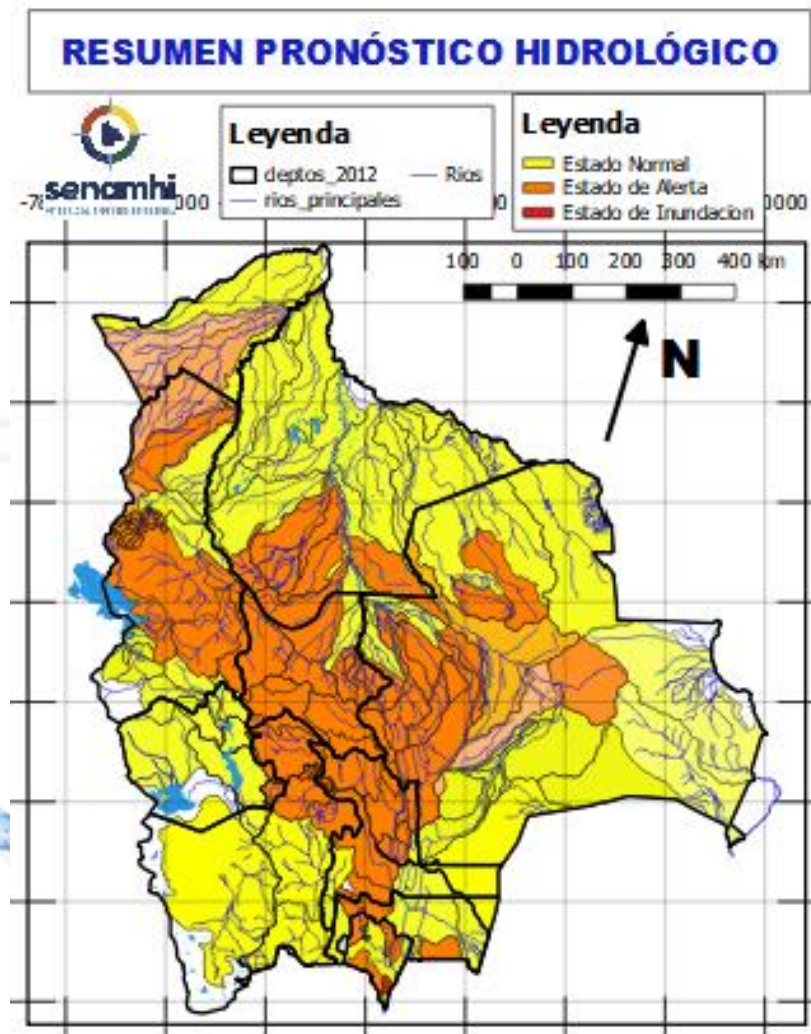 RESUMEN PRONÓSTICO HIDROLÓGICO
senamhi
Leyenda
deptos_2012
Rios
rios_principales
Leyenda
Estado Normal
Estado de Alerta
Estado de Inundacion
100 0 100 200 300 400 km
N